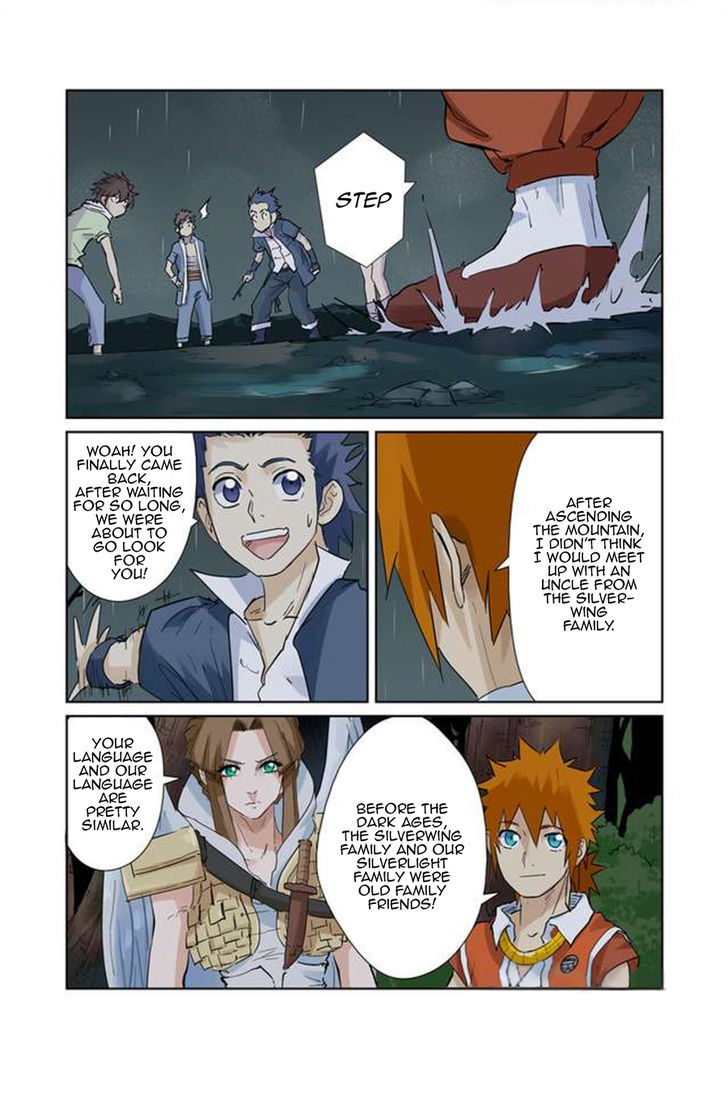 STEP
WOAH! YOU
FINALLY CAME
BACK,
AFTER WAITING
FOR SO LONG,
WE WERE
ABOUT TO
GO LOOK
FOR
YOU!
AFTER
ASCENDING
THE MOUNTAIN,
I DIDN'T THINK
I WOULD MEET
UP WITH AN
UNCLE FROM
THE SILVER-
WING
FAMILY.
YOUR
LANGUAGE
AND OUR
LANGUAGE
ARE
PRETTY
SIMILAR.
BEFORE THE
DARK AGES,
THE SILVERWING
FAMILY AND OUR
SILVERLIGHT
FAMILY WERE
OLD FAMILY
FRIENDS!